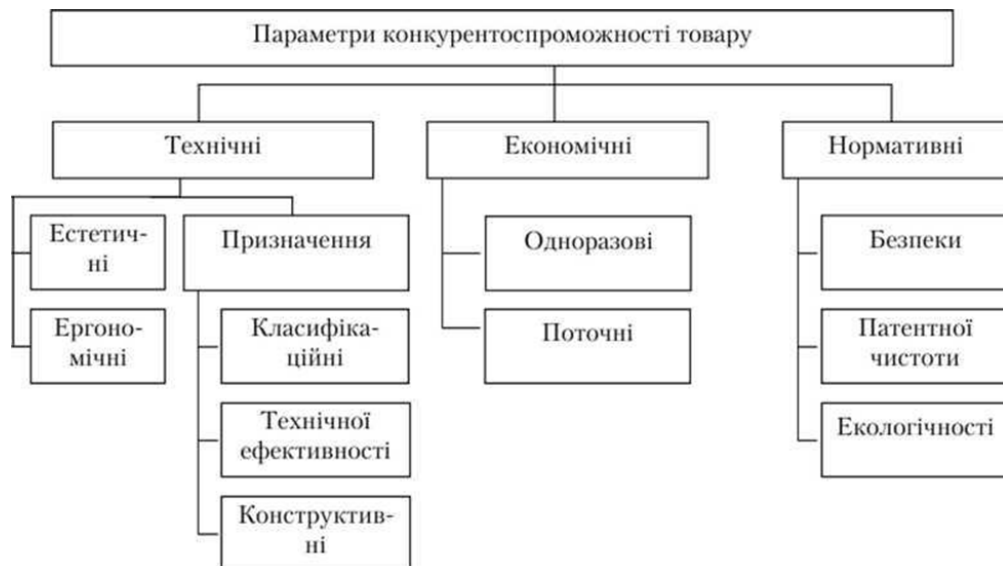 Параметри конкурентоспроможності товару
Технічні
Економічні
Нормативні
Естетич-
ні
Призначення
Одноразові
Безпеки
Ергоно-
мічні
Класифіка-
ційні
Поточні
Патентної
чистоти
Технічної
ефективності
Екологічності
Конструктив-
ні